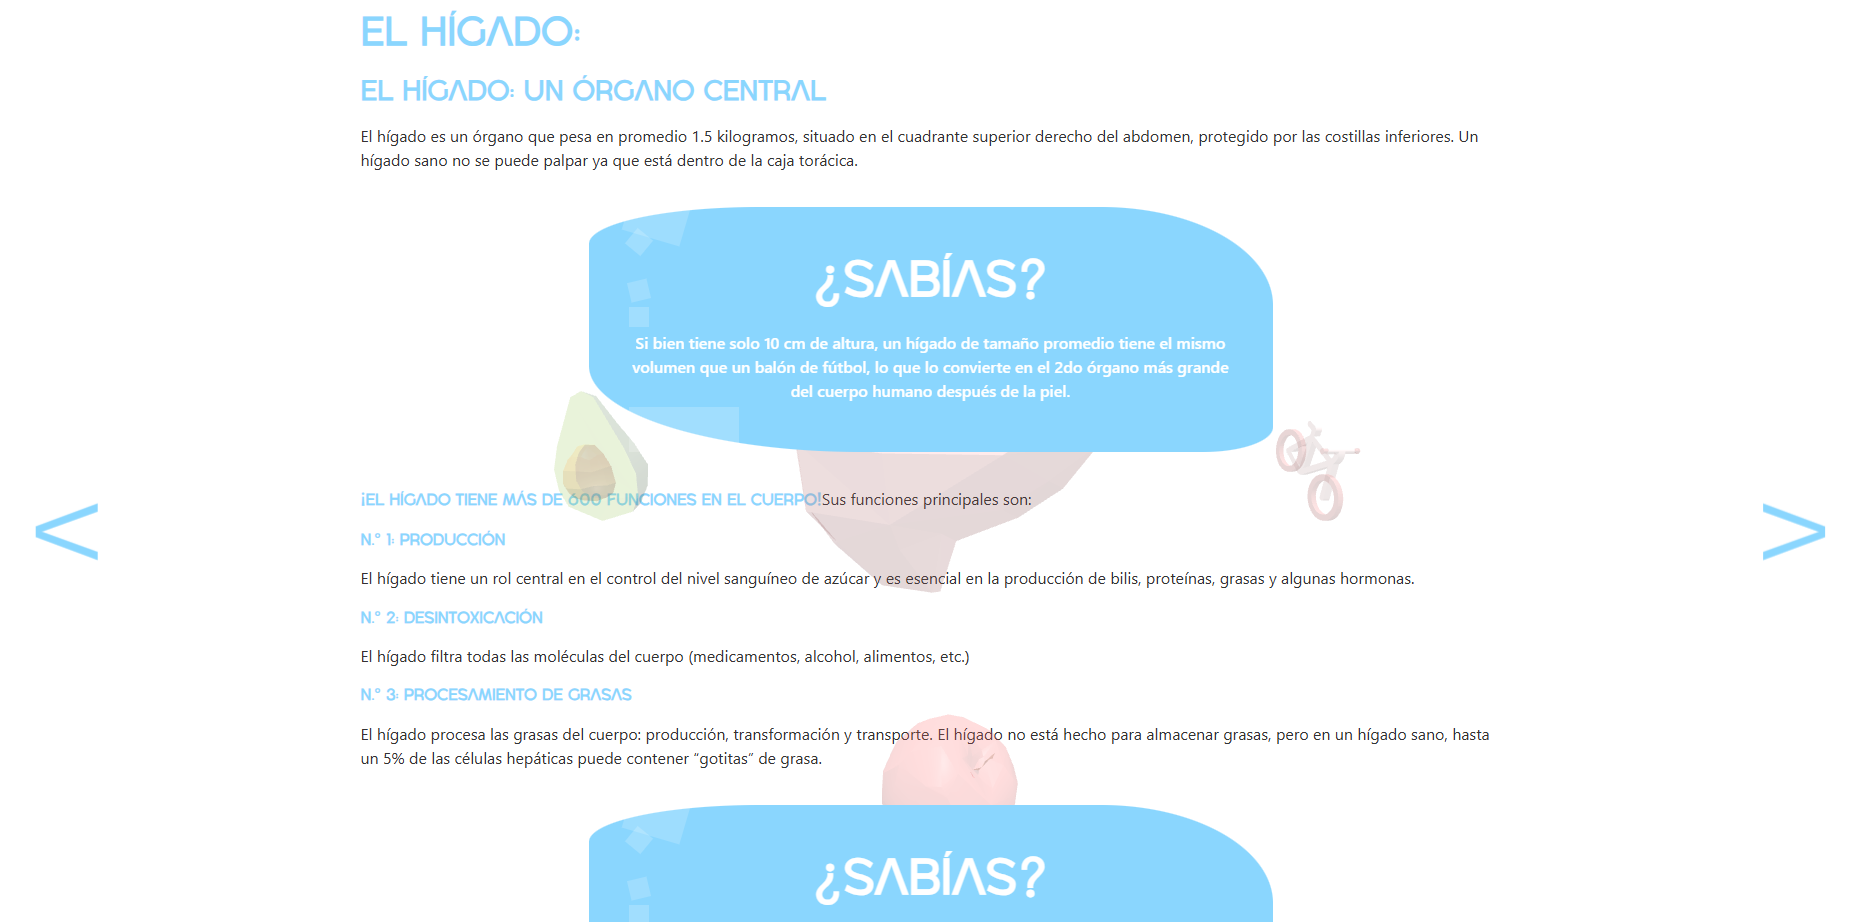 EL HÍGADO:
EL HÍGADO: UN ÓRGANO CENTRAL
El hígado es un órgano que pesa en promedio 1.5 kilogramos, situado en el cuadrante superior derecho del abdomen, protegido por las costillas inferiores. Un
hígado sano no se puede palpar ya que está dentro de la caja torácica.
¿SABÍAS?
Si bien tiene solo 10 cm de altura, un hígado de tamaño promedio tiene el mismo
volumen que un balón de fútbol, lo que lo convierte en el 2do órgano más grande
del cuerpo humano después de la piel.
¡EL HÍGADO TIENE MÁS DE 600 FUNCIONES EN EL CUERPO!Sus funciones principales son:
< >
N.° 1: PRODUCCIÓN
El hígado tiene un rol central en el control del nivel sanguíneo de azúcar y es esencial en la producción de bilis, proteínas, grasas y algunas hormonas.
N.° 2: DESINTOXICACIÓN
El hígado filtra todas las moléculas del cuerpo (medicamentos, alcohol, alimentos, etc.)
N.° 3: PROCESAMIENTO DE GRASAS
El hígado procesa las grasas del cuerpo: producción, transformación y transporte. El hígado no está hecho para almacenar grasas, pero en un hígado sano, hasta
un 5% de las células hepáticas puede contener “gotitas” de grasa.
¿SABÍAS?